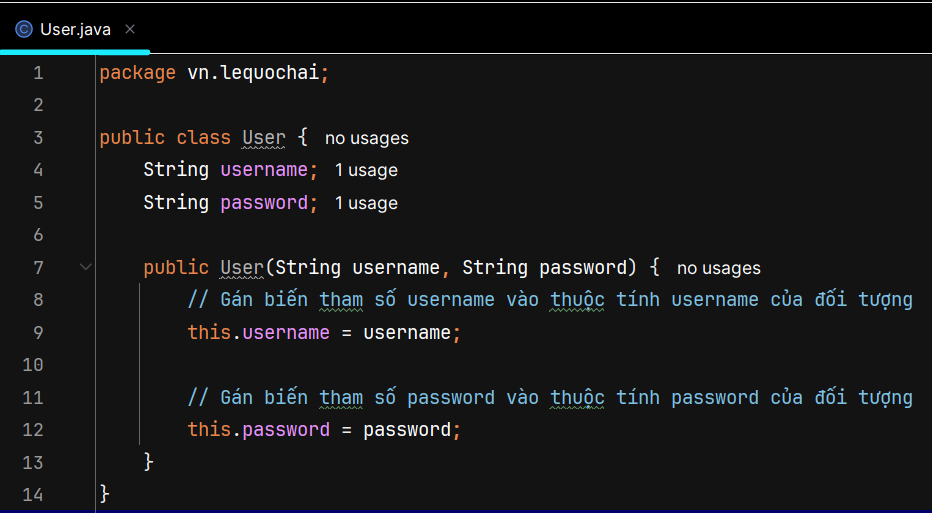 User.java
1 package vn.lequochai;
2
3 public class User { no usages
4 String username; 1 usage
5 String password; 1 usage
6
7 public User(String username, String password) { no usages
8 // Gán biến tham số username vào thuộc tính username của đối tượng
9 this.username = username;
10
11 // Gán biến tham số password vào thuộc tính password của đối tượng
12 this.password = password;
13 }
14 }